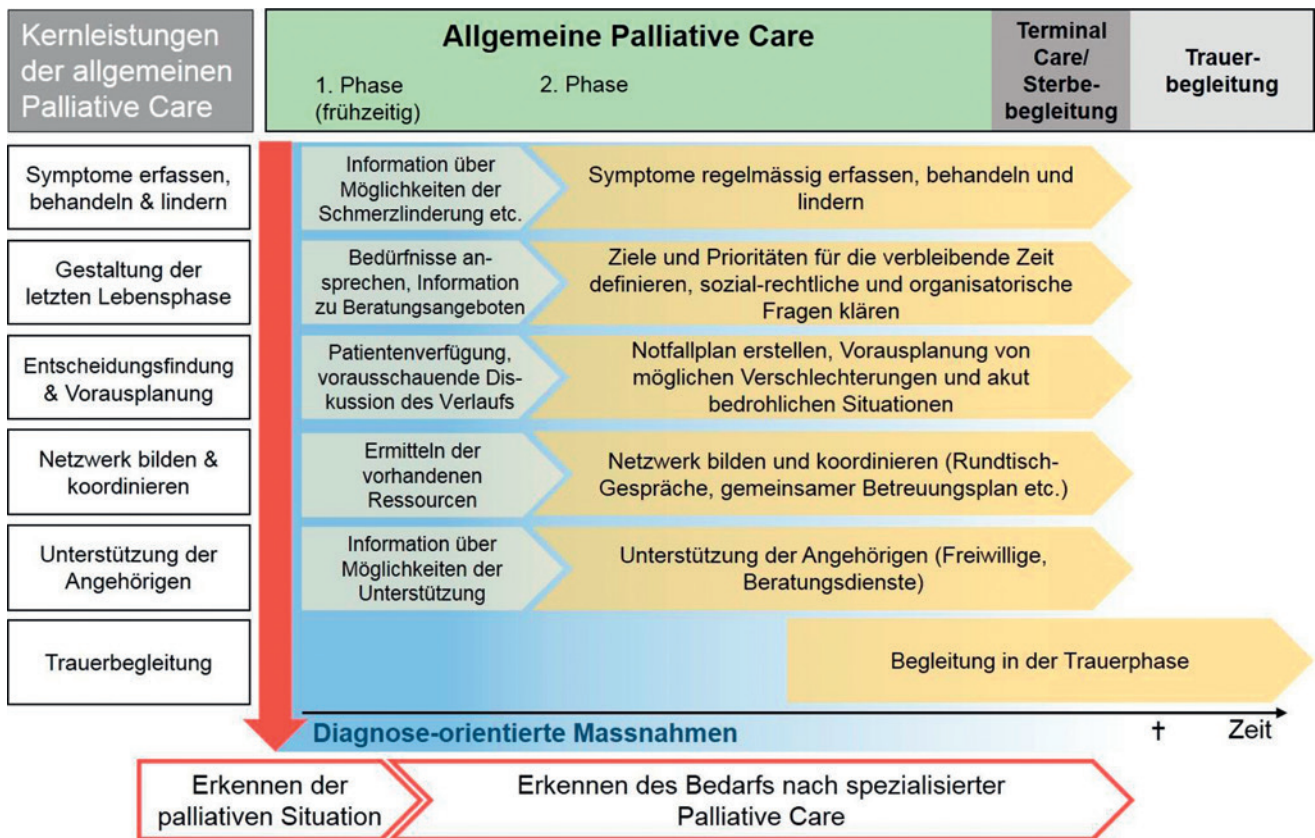 Kernleistungen
der allgemeinen
Palliative Care
Allgemeine Palliative Care
1. Phase
(frühzeitig)
2. Phase
Terminal
Care/
Sterbe-
begleitung
Trauer-
begleitung
Symptome erfassen,
behandeln & lindern
Information über
Möglichkeiten der
Schmerzlinderung etc.
Symptome regelmässig erfassen, behandeln und
lindern
Gestaltung der
letzten Lebensphase
Bedürfnisse an-
sprechen, Information
zu Beratungsangeboten
Ziele und Prioritäten für die verbleibende Zeit
definieren, sozial-rechtliche und organisatorische
Fragen klären
Entscheidungsfindung
& Vorausplanung
Patientenverfügung,
vorausschauende Dis-
kussion des Verlaufs
Notfallplan erstellen, Vorausplanung von
möglichen Verschlechterungen und akut
bedrohlichen Situationen
Netzwerk bilden &
koordinieren
Ermitteln der
vorhandenen
Ressourcen
Netzwerk bilden und koordinieren (Rundtisch-
Gespräche, gemeinsamer Betreuungsplan etc.)
Unterstützung der
Angehörigen
Information über
Möglichkeiten der
Unterstützung
Unterstützung der Angehörigen (Freiwillige,
Beratungsdienste)
Trauerbegleitung
Begleitung in der Trauerphase
Diagnose-orientierte Massnahmen
† Zeit
Erkennen der
palliativen Situation
Erkennen des Bedarfs nach spezialisierter
Palliative Care